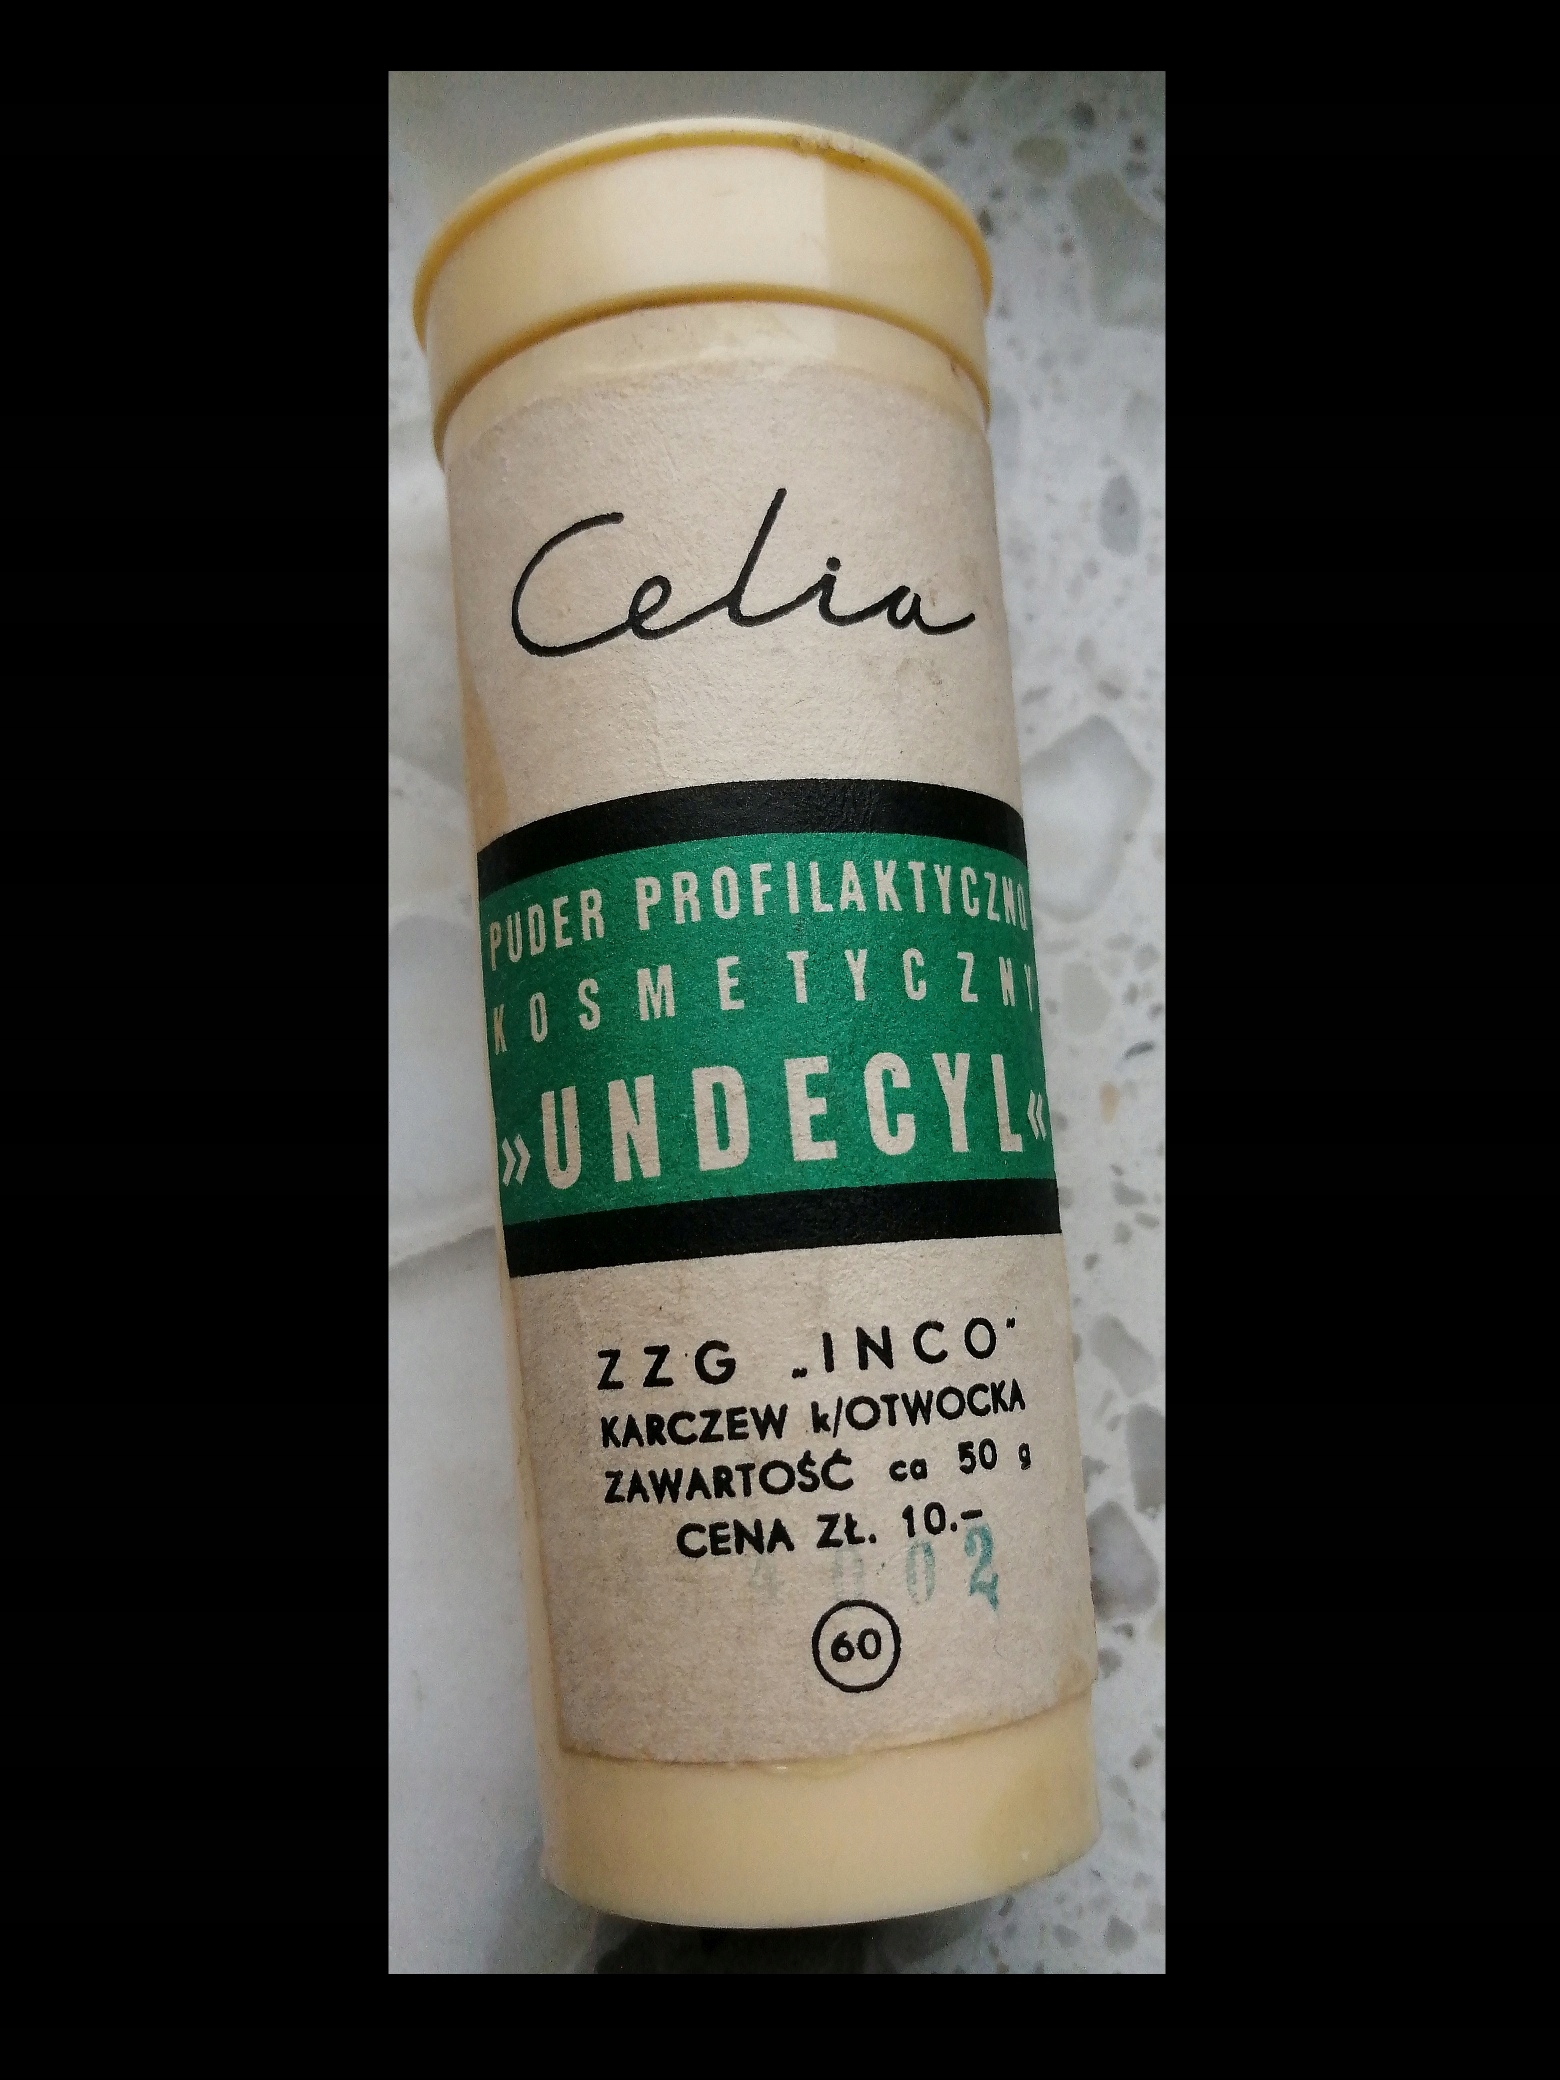 Celia
PUDER PROFILAKTYCZNO
KOSMETYCZNY
»UNDECYL«
ZZG „INCO"
KARCZEW k/OTWOCKA
ZAWARTOŚĆ ca 50 g
CENA ZŁ. 10.-
4002
60